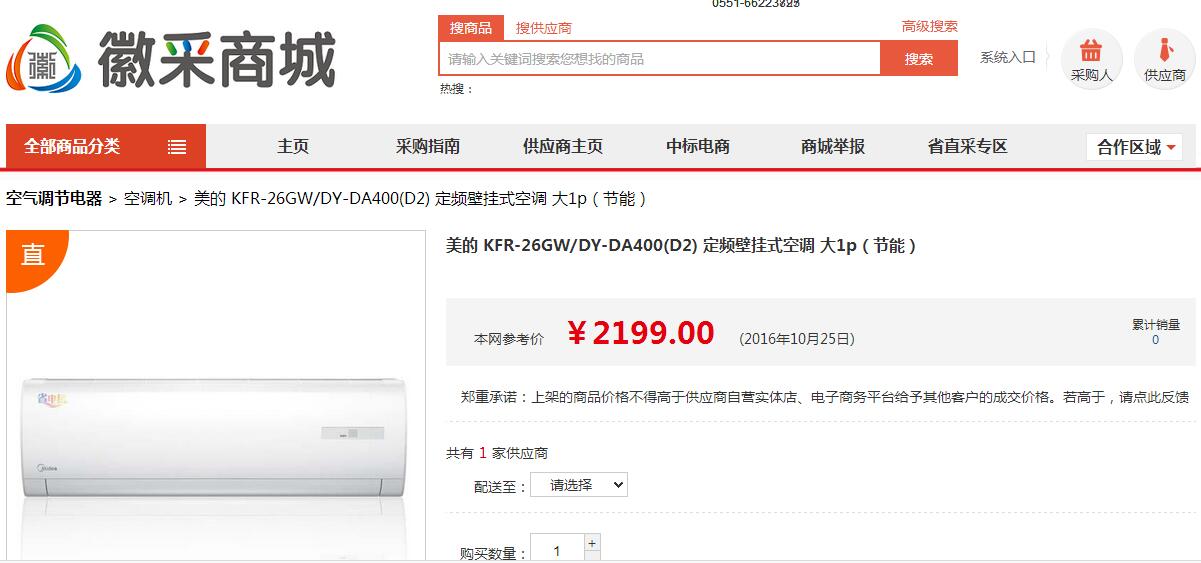 徽采商城
搜商品 搜供应商 高级搜索
请输入关键词搜索您想找的商品 搜索
热搜：
系统入口 采购人 供应商
全部商品分类 主页 采购指南 供应商主页 中标电商 商城举报 省直采专区 合作区域
空气调节电器 > 空调机 > 美的 KFR-26GW/DY-DA400(D2) 定频壁挂式空调 大1p（节能）
直
省电星
Midea
美的 KFR-26GW/DY-DA400(D2) 定频壁挂式空调 大1p（节能）
本网参考价 ￥2199.00 (2016年10月25日)
累计销量
0
郑重承诺：上架的商品价格不得高于供应商自营实体店、电子商务平台给予其他客户的成交价格。若高于，请点此反馈
共有 1 家供应商
配送至： 请选择
购买数量： 1 +